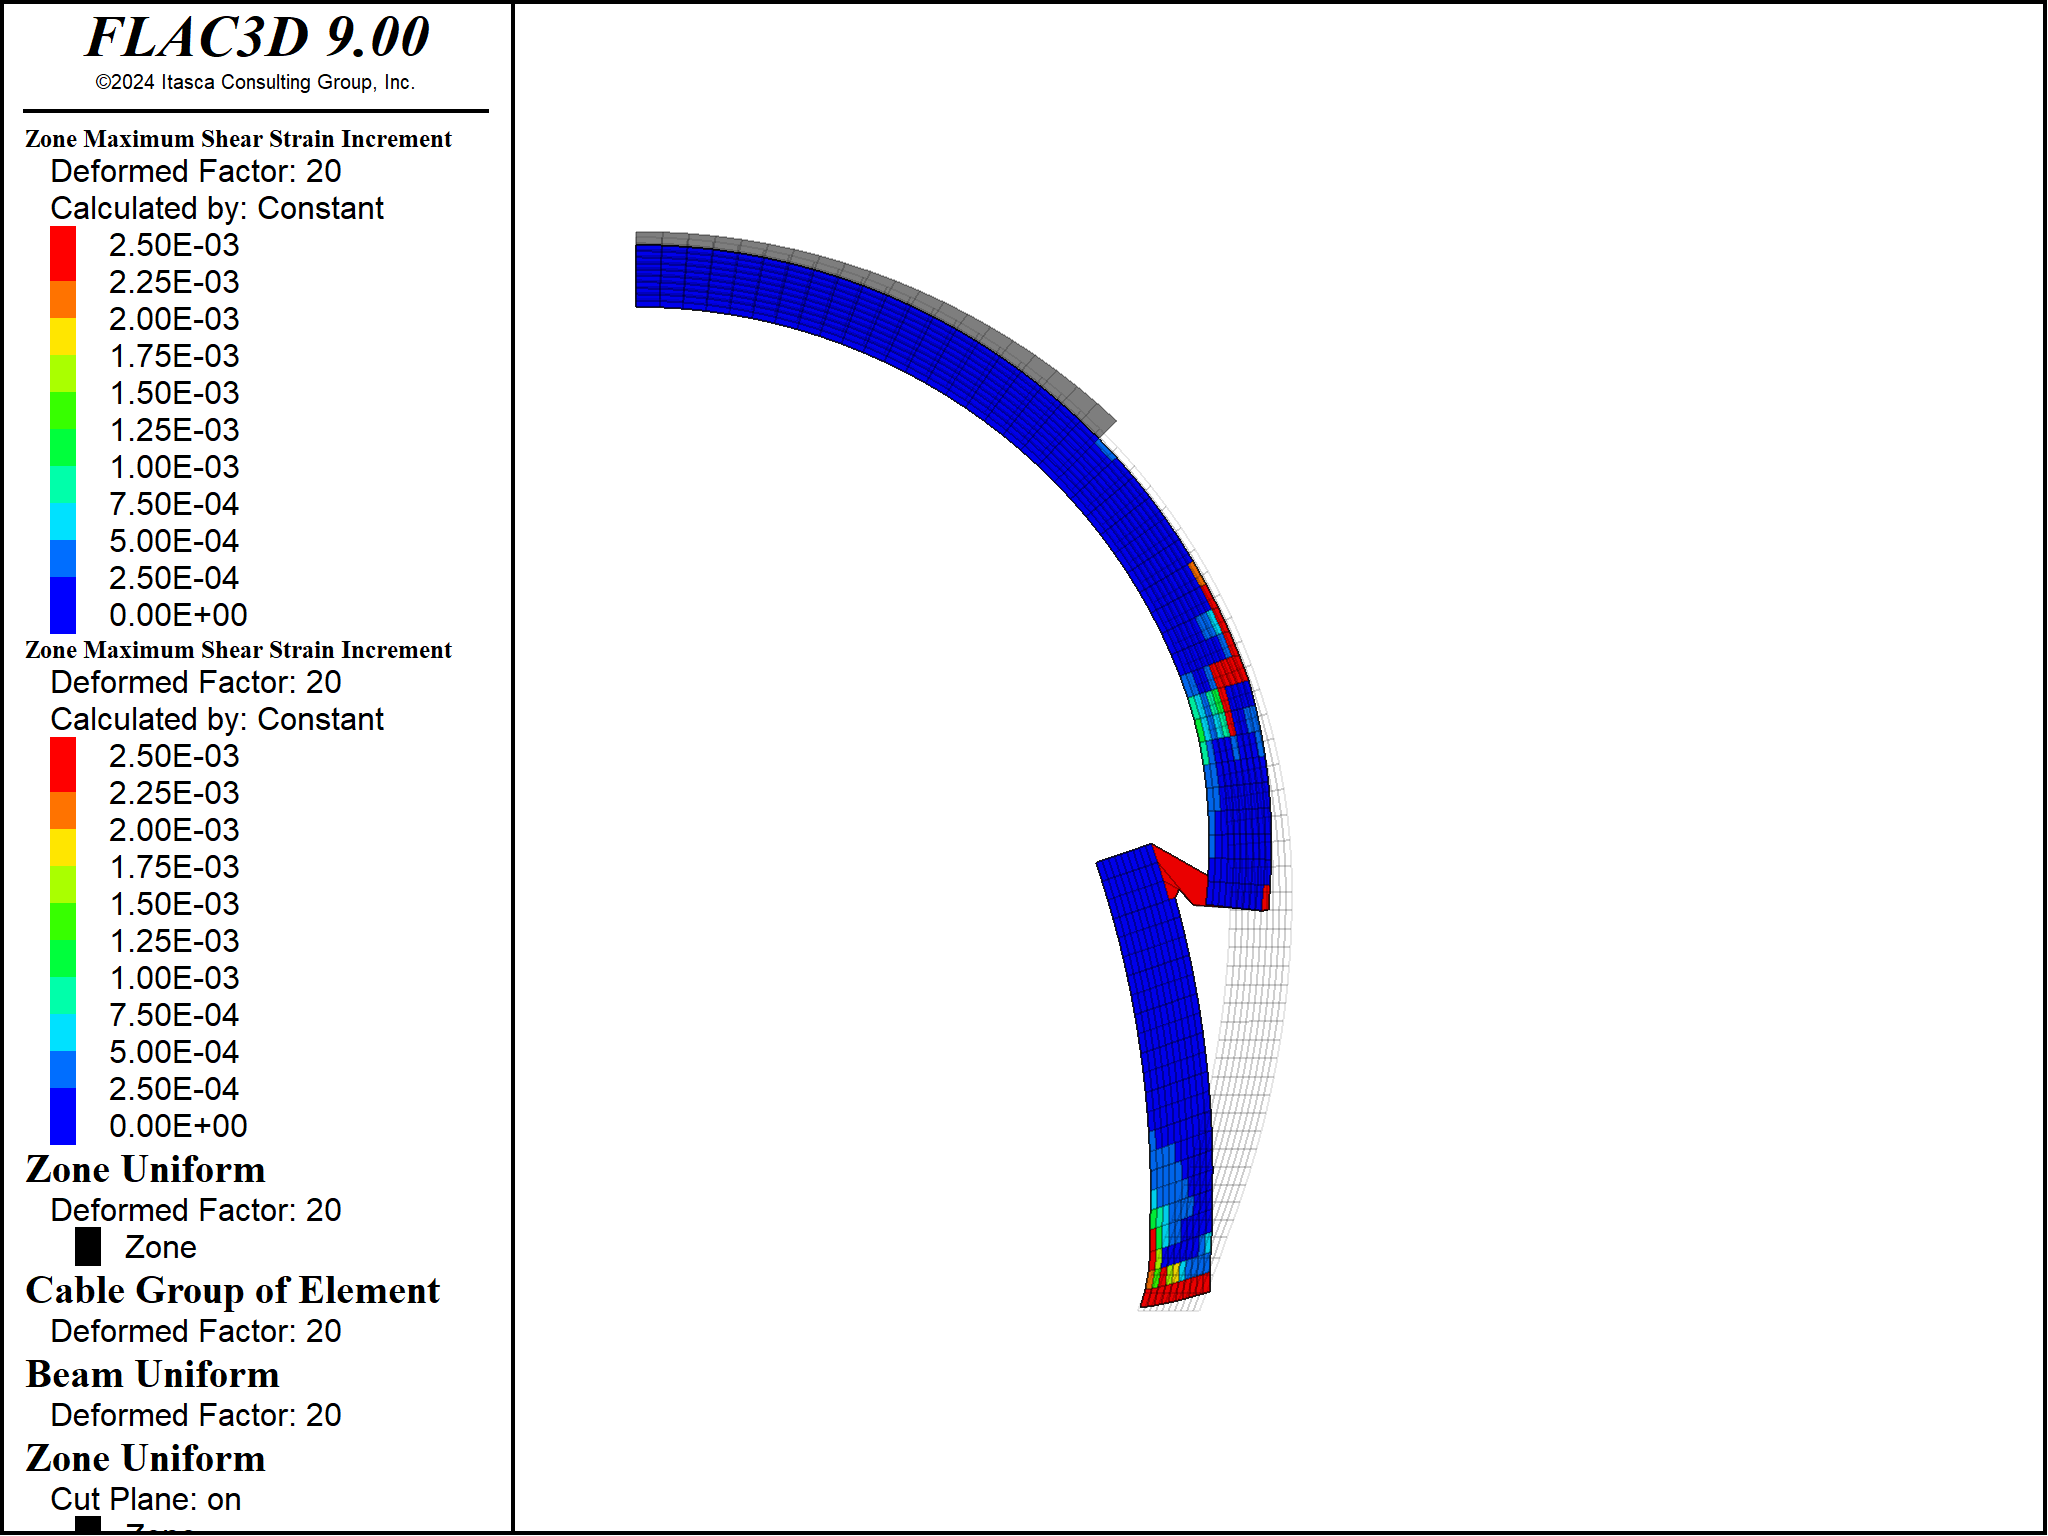 FLAC3D 9.00
©2024 Itasca Consulting Group, Inc.
Zone Maximum Shear Strain Increment
Deformed Factor: 20
Calculated by: Constant
2.50E-03
2.25E-03
2.00E-03
1.75E-03
1.50E-03
1.25E-03
1.00E-03
7.50E-04
5.00E-04
2.50E-04
0.00E+00
Zone Maximum Shear Strain Increment
Deformed Factor: 20
Calculated by: Constant
2.50E-03
2.25E-03
2.00E-03
1.75E-03
1.50E-03
1.25E-03
1.00E-03
7.50E-04
5.00E-04
2.50E-04
0.00E+00
Zone Uniform
Deformed Factor: 20
Zone
Cable Group of Element
Deformed Factor: 20
Beam Uniform
Deformed Factor: 20
Zone Uniform
Cut Plane: on